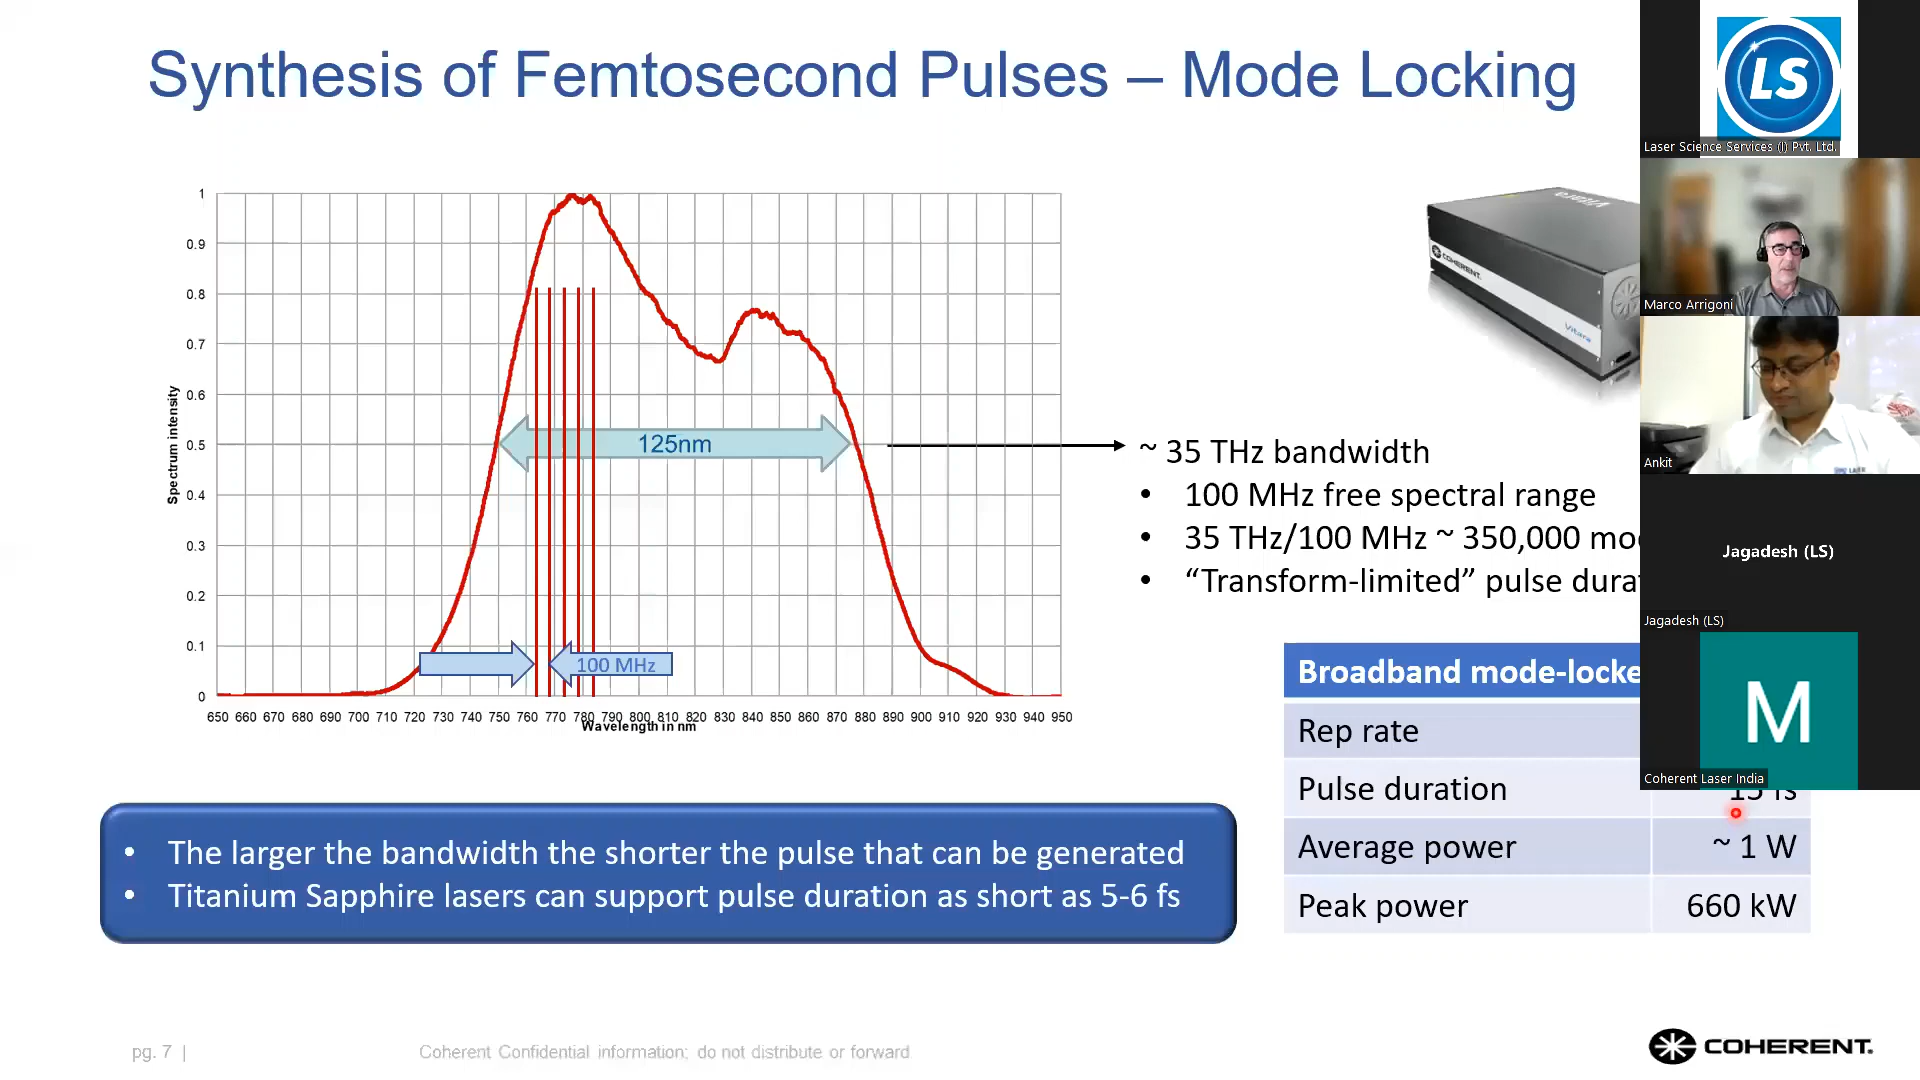 Synthesis of Femtosecond Pulses – Mode Locking
1
0.9
0.8
0.7
0.6
0.5
0.4
0.3
0.2
0.1
0
Spectrum intensity
125nm
100 MHz
650 660 670 680 690 700 710 720 730 740 750 760 770 780 790 800 810 820 830 840 850 860 870 880 890 900 910 920 930 940 950
Wavelength in nm
~ 35 THz bandwidth
• 100 MHz free spectral range
• 35 THz/100 MHz ~ 350,000
• “Transform-limited” pulse
Vitara
COHERENT.
Vitara
Broadband
Rep rate
Pulse duration 15 fs
Average power ~ 1 W
Peak power 660 kW
• The larger the bandwidth the shorter the pulse that can be generated
• Titanium Sapphire lasers can support pulse duration as short as 5-6 fs
pg. 7 |
Coherent Confidential information; do not distribute or forward
COHERENT.
LS
Laser Science Services (I) Pvt. Ltd.
Marco Arrigoni
Ankit
Jagadesh (LS)
Jagadesh (LS)
M
Coherent Laser India